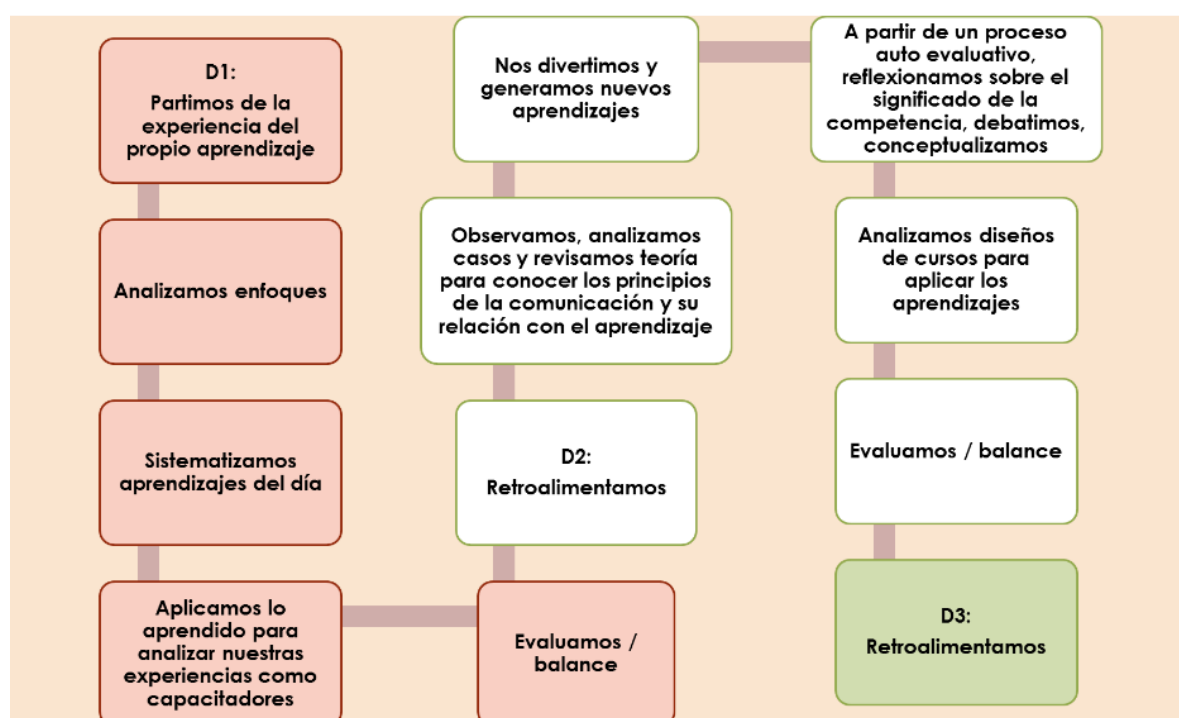 D1:
Partimos de la
experiencia del
propio aprendizaje
Analizamos enfoques
Sistematizamos
aprendizajes del día
Aplicamos lo
aprendido para
analizar nuestras
experiencias como
capacitadores
Evaluamos /
balance
D2:
Retroalimentamos
Observamos, analizamos
casos y revisamos teoría
para conocer los principios
de la comunicación y su
relación con el aprendizaje
Nos divertimos y
generamos nuevos
aprendizajes
A partir de un proceso
auto evaluativo,
reflexionamos sobre el
significado de la
competencia, debatimos,
conceptualizamos
Analizamos diseños
de cursos para
aplicar los
aprendizajes
Evaluamos / balance
D3:
Retroalimentamos